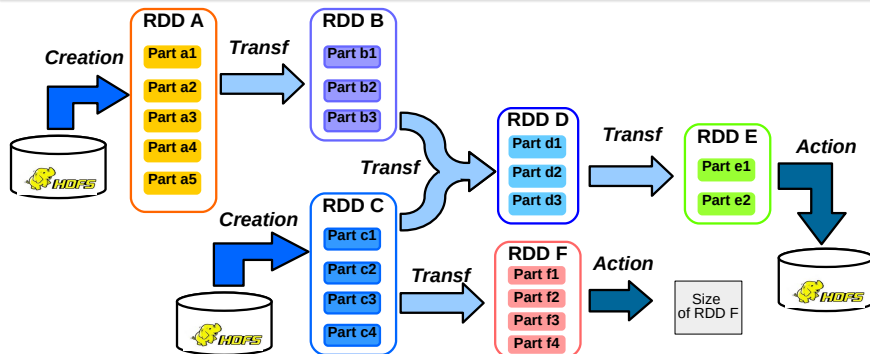 RDD A
RDD B
Creation
Transf
Part a1
Part a2
Part a3
Part a4
Part a5
Part b1
Part b2
Part b3
HDFS
Transf
RDD D
Part d1
Part d2
Part d3
Transf
RDD E
Part e1
Part e2
Action
HDFS
Creation
RDD C
Part c1
Part c2
Part c3
Part c4
HDFS
Transf
RDD F
Part f1
Part f2
Part f3
Part f4
Action
Size
of RDD F